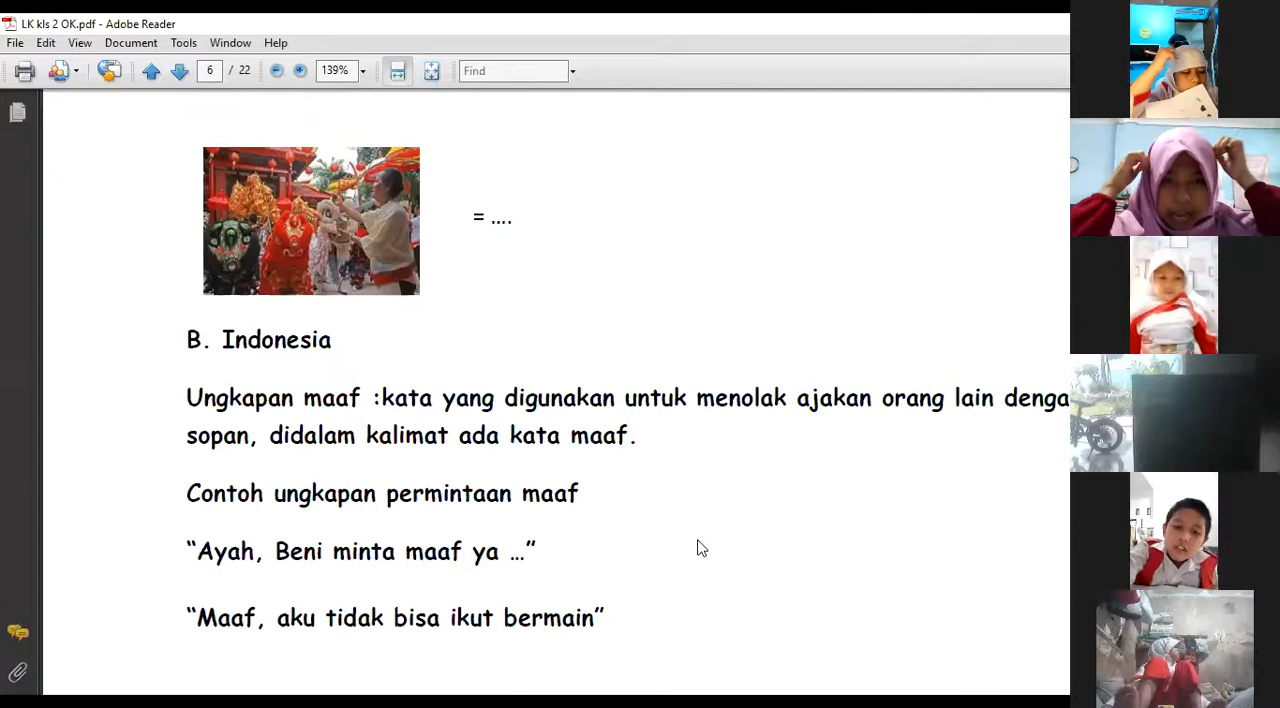 LK kls 2 OK.pdf - Adobe Reader
File Edit View Document Tools Window Help
6 / 22 139% Find
= ....
B. Indonesia
Ungkapan maaf :kata yang digunakan untuk menolak ajakan orang lain denga
sopan, didalam kalimat ada kata maaf.
Contoh ungkapan permintaan maaf
“Ayah, Beni minta maaf ya ...”
“Maaf, aku tidak bisa ikut bermain”